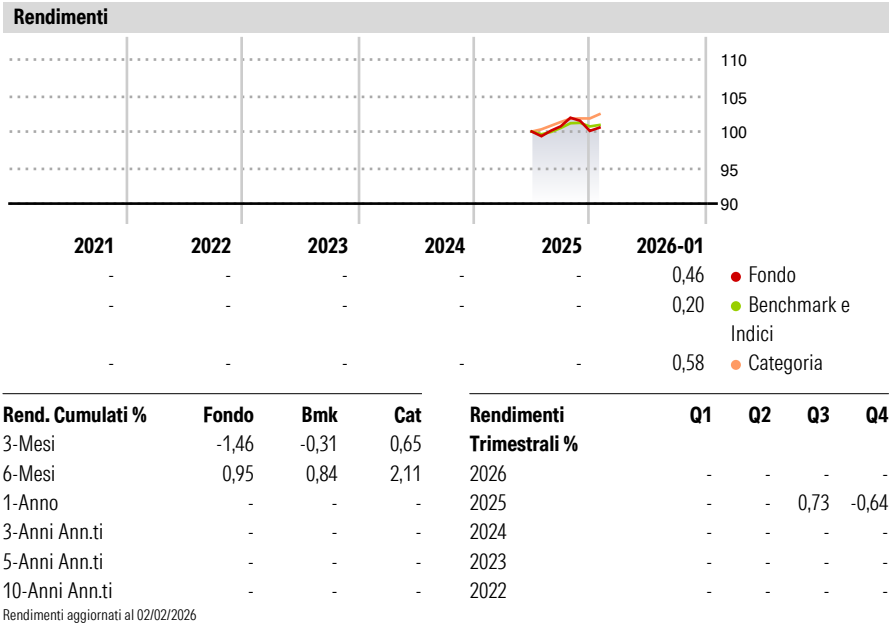 Rendimenti
110
105
100
95
90
2021 2022 2023 2024 2025 2026-01
- - - - - 0,46 Fondo
- - - - - 0,20 Benchmark e
Indici
- - - - - 0,58 Categoria
Rend. Cumulati % Fondo Bmk Cat
3-Mesi -1,46 -0,31 0,65
6-Mesi 0,95 0,84 2,11
1-Anno - - -
3-Anni Ann.ti - - -
5-Anni Ann.ti - - -
10-Anni Ann.ti - - -
Rendimenti Q1 Q2 Q3 Q4
Trimestrali %
2026 - - - -
2025 - - 0,73 -0,64
2024 - - - -
2023 - - - -
2022 - - - -
Rendimenti aggiornati al 02/02/2026